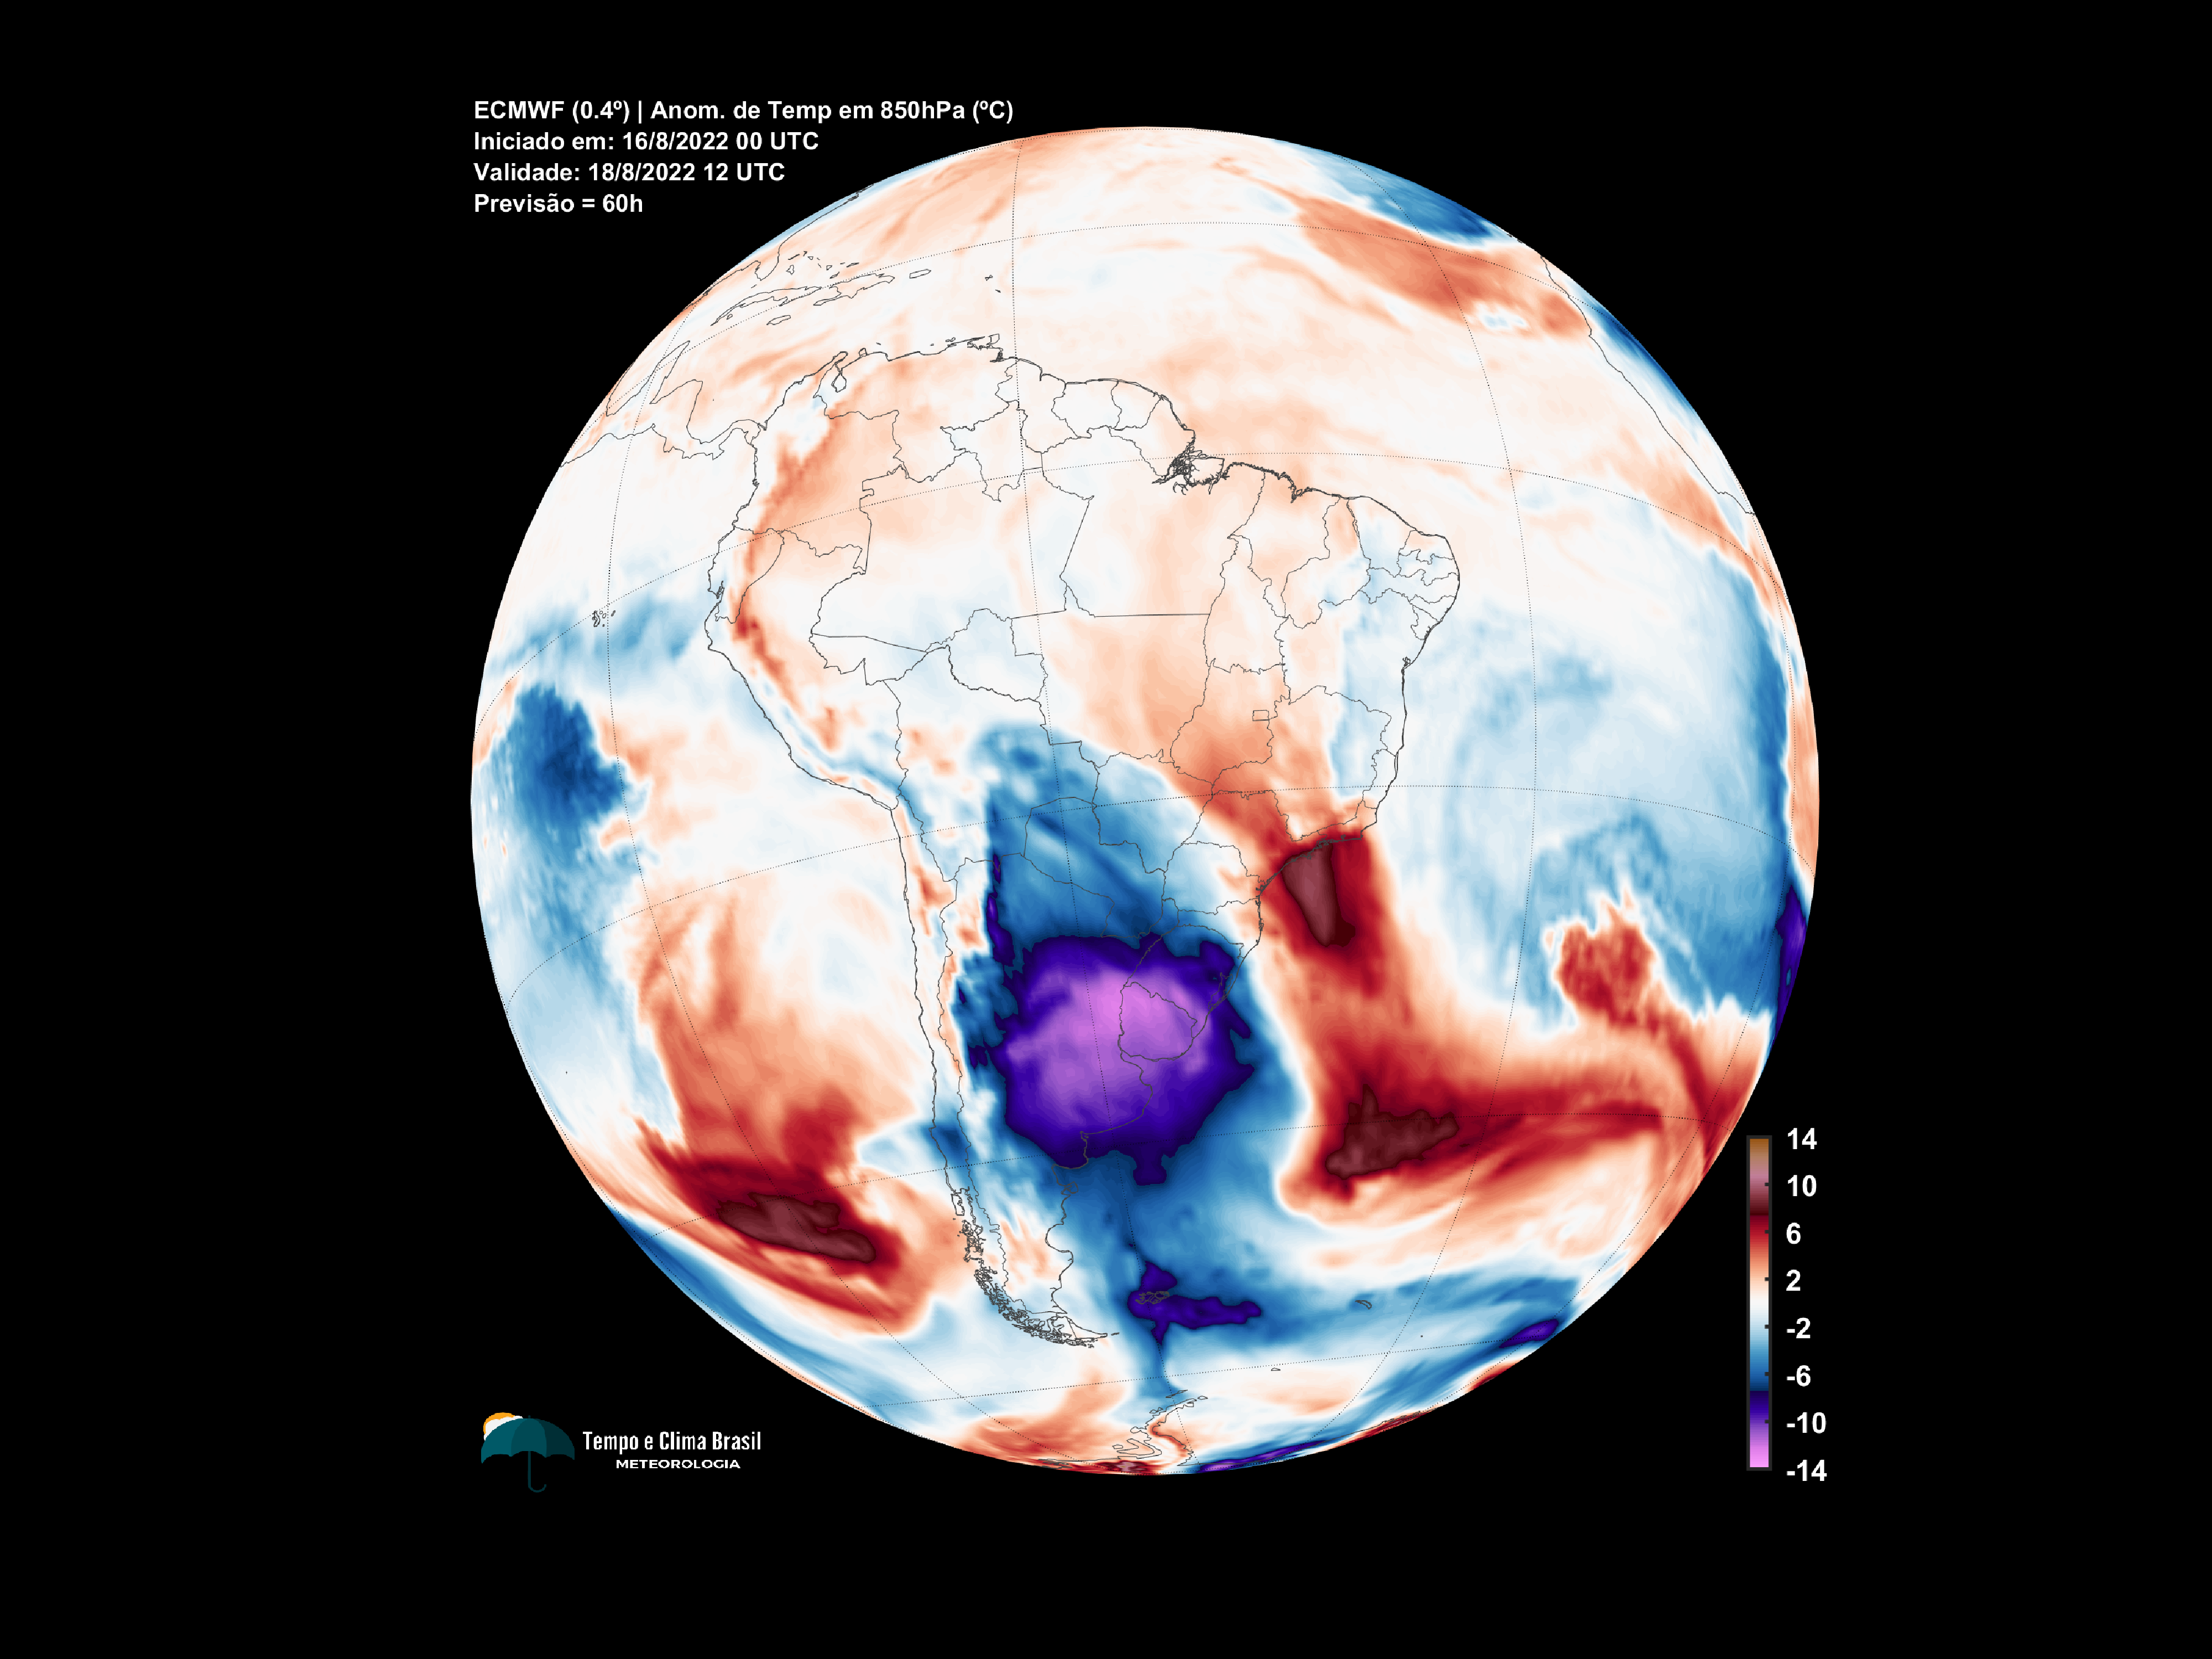 ECMWF (0.4º) | Anom. de Temp em 850hPa (ºC)
Iniciado em: 16/8/2022 00 UTC
Validade: 18/8/2022 12 UTC
Previsão = 60h
14
10
6
2
-2
-6
-10
-14
Tempo e Clima Brasil
METEOROLOGIA